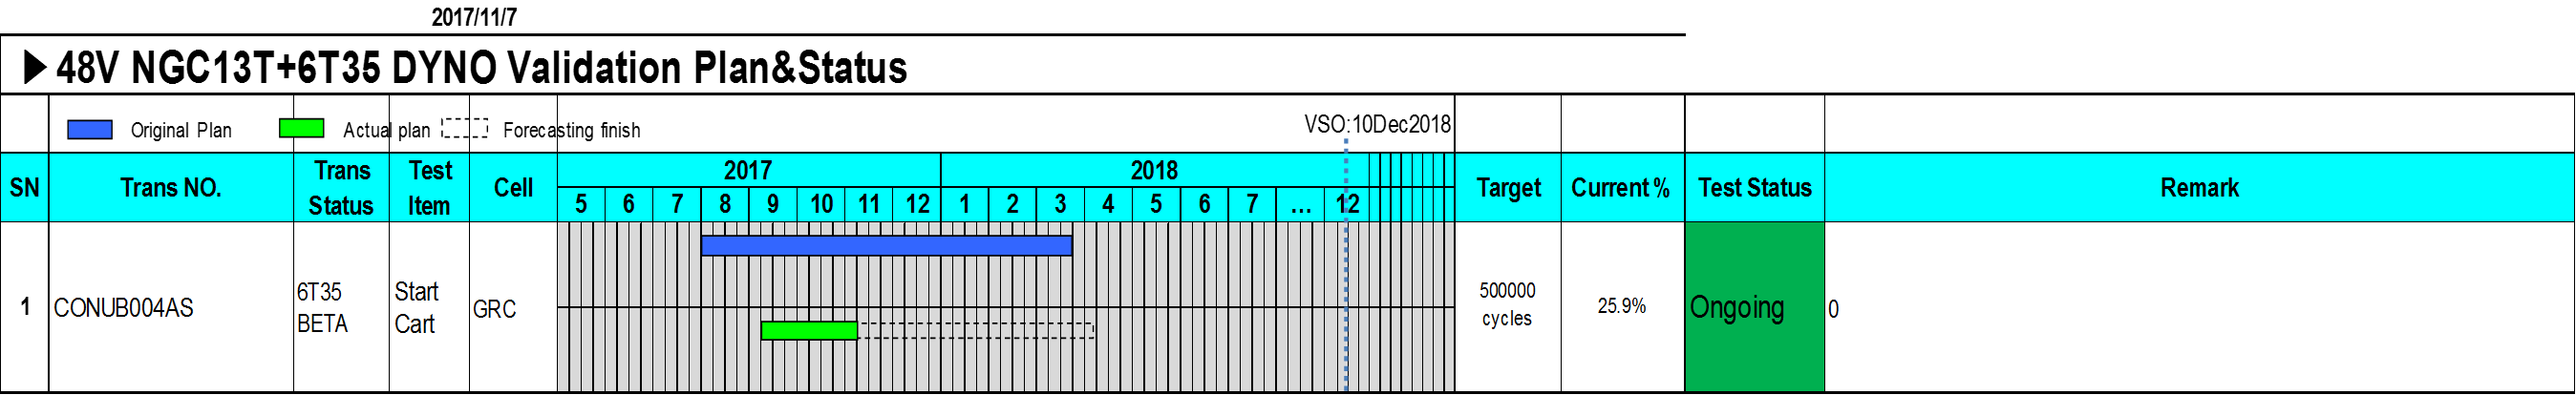 2017/11/7
48V NGC13T+6T35 DYNO Validation Plan&Status
Original Plan Actual plan Forecasting finish VSO:10Dec2018
SN Trans NO. Trans Status Test Item Cell 2017 2018 Target Current % Test Status Remark
5 6 7 8 9 10 11 12 1 2 3 4 5 6 7 ... 12
1 CONUB004AS 6T35 BETA Start Cart GRC 500000 cycles 25.9% Ongoing 0